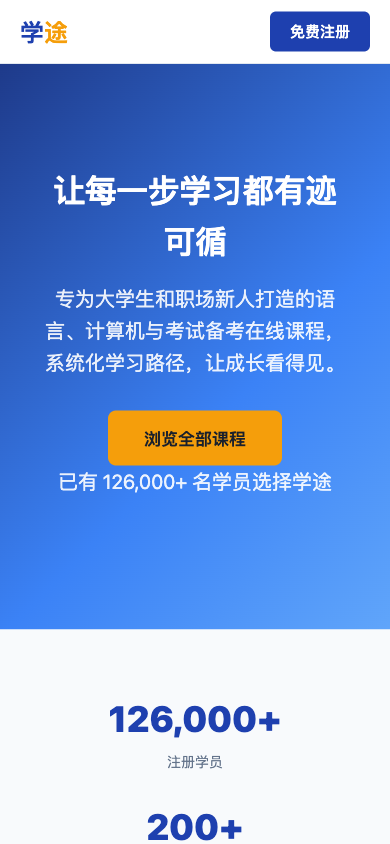 学途
免费注册
让每一步学习都有迹
可循
专为大学生和职场新人打造的语
言、计算机与考试备考在线课程，
系统化学习路径，让成长看得见。
浏览全部课程
已有 126,000+ 名学员选择学途
126,000+
注册学员
200+